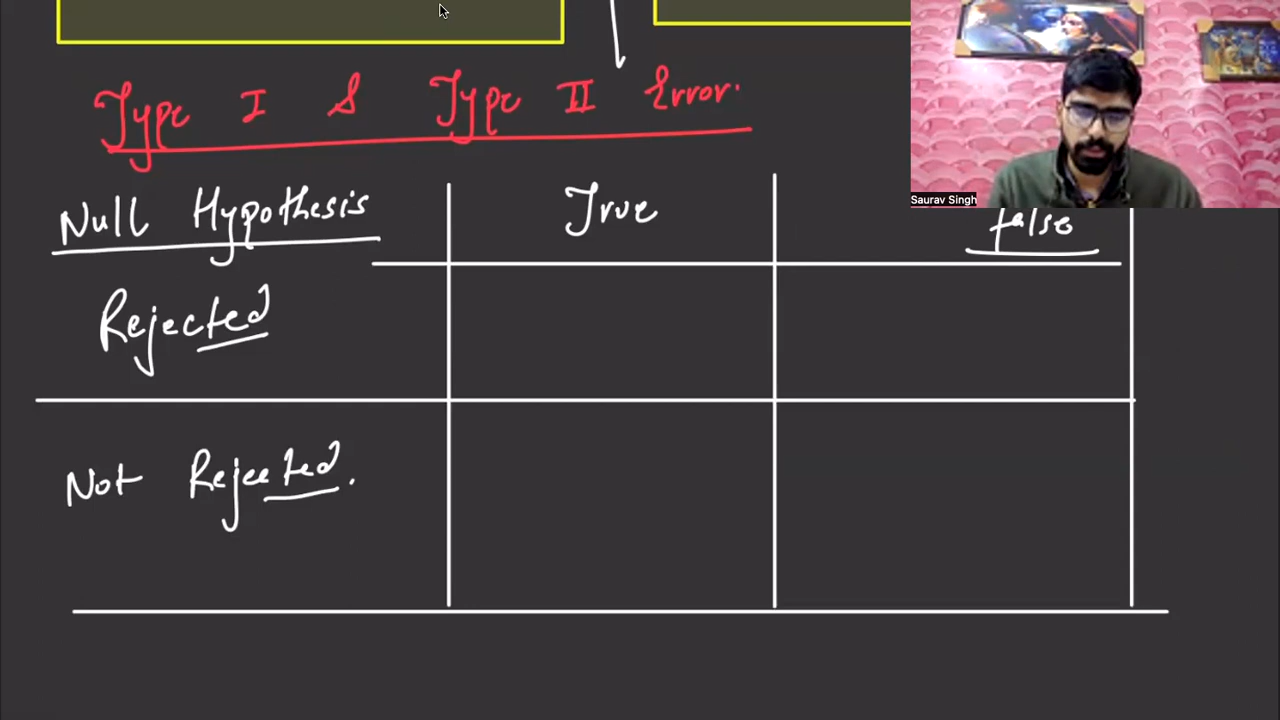 Type I & Type II Error.
Saurav Singh
Null Hypothesis True false
Rejected
Not Rejected.